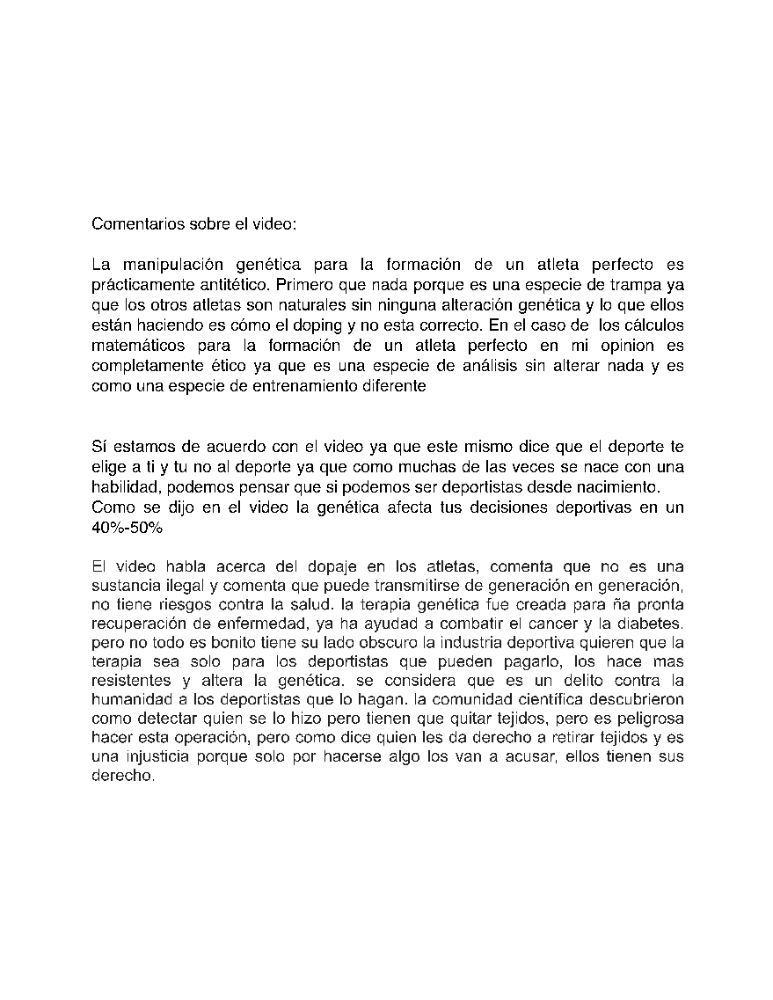 Comentarios sobre el video:
La manipulación genética para la formación de un atleta perfecto es
prácticamente antitético. Primero que nada porque es una especie de trampa ya
que los otros atletas son naturales sin ninguna alteración genética y lo que ellos
están haciendo es cómo el doping y no esta correcto. En el caso de  los cálculos
matemáticos para la formación de un atleta perfecto en mi opinion es
completamente ético ya que es una especie de análisis sin alterar nada y es
como una especie de entrenamiento diferente
Sí estamos de acuerdo con el video ya que este mismo dice que el deporte te
elige a ti y tu no al deporte ya que como muchas de las veces se nace con una
habilidad, podemos pensar que si podemos ser deportistas desde nacimiento.
Como se dijo en el video la genética afecta tus decisiones deportivas en un
40%-50%
El video habla acerca del dopaje en los atletas, comenta que no es una
sustancia ilegal y comenta que puede transmitirse de generación en generación,
no tiene riesgos contra la salud. la terapia genética fue creada para ña pronta
recuperación de enfermedad, ya ha ayudad a combatir el cancer y la diabetes.
pero no todo es bonito tiene su lado obscuro la industria deportiva quieren que la
terapia sea solo para los deportistas que pueden pagarlo, los hace mas
resistentes y altera la genética. se considera que es un delito contra la
humanidad a los deportistas que lo hagan. la comunidad científica descubrieron
como detectar quien se lo hizo pero tienen que quitar tejidos, pero es peligrosa
hacer esta operación, pero como dice quien les da derecho a retirar tejidos y es
una injusticia porque solo por hacerse algo los van a acusar, ellos tienen sus
derecho.